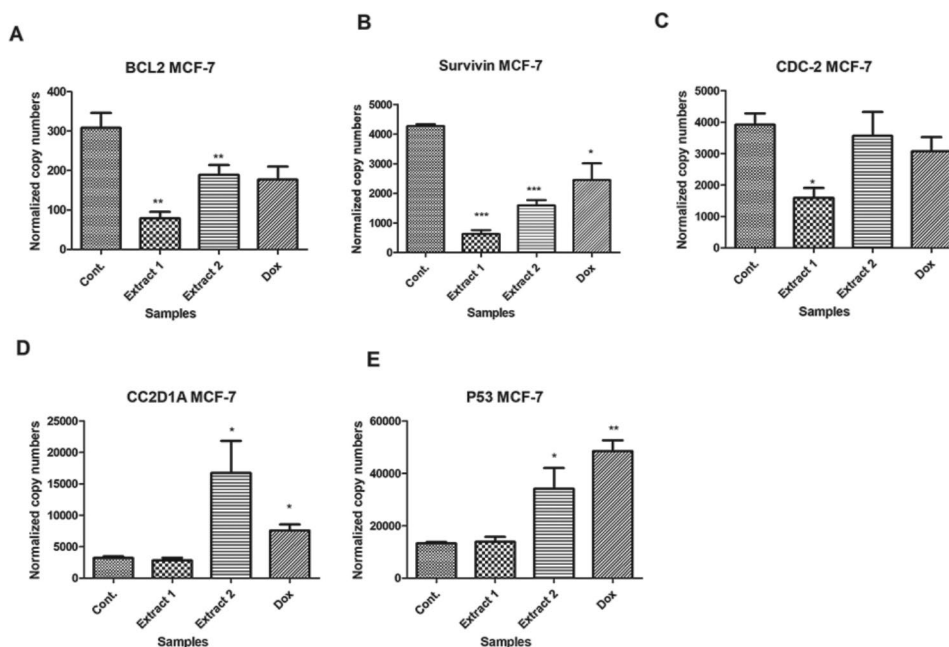 A
BCL2 MCF-7
Normalized copy numbers
400
300
200
100
0
**
**
Cont.
Extract 1
Extract 2
Dox
Samples
B
Survivin MCF-7
Normalized copy numbers
5000
4000
3000
2000
1000
0
***
***
*
Cont.
Extract 1
Extract 2
Dox
Samples
C
CDC-2 MCF-7
Normalized copy numbers
5000
4000
3000
2000
1000
0
*
Cont.
Extract 1
Extract 2
Dox
Samples
D
CC2D1A MCF-7
Normalized copy numbers
25000
20000
15000
10000
5000
0
*
*
Cont.
Extract 1
Extract 2
Dox
Samples
E
P53 MCF-7
Normalized copy numbers
60000
40000
20000
0
*
**
Cont.
Extract 1
Extract 2
Dox
Samples